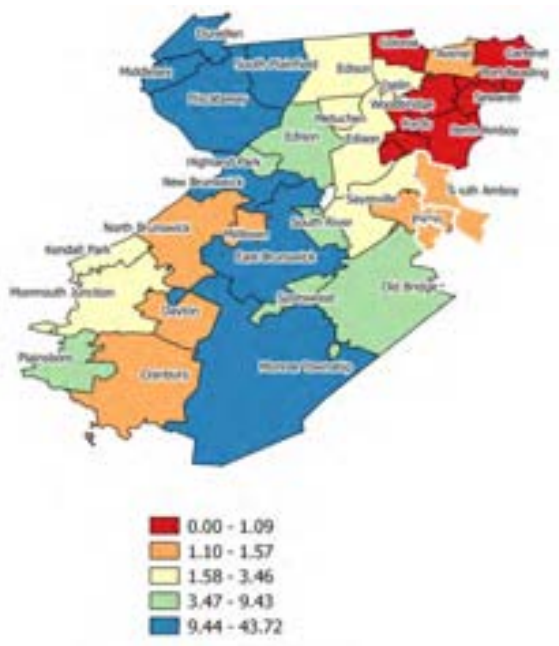 Dunellen
Middlesex
South Plainfield
Piscataway
Edison
Colonia
Avenel
Carteret
Port Reading
Iselin
Sewaren
Woodbridge
Metuchen
Fords
Perth Amboy
Edison
Edison
Highland Park
New Brunswick
South Amboy
Sayreville
North Brunswick
Milltown
South River
Parlin
Kendall Park
East Brunswick
Monmouth Junction
Spotswood
Old Bridge
Dayton
Plainsboro
Cranbury
Monroe Township
0.00 - 1.09
1.10 - 1.57
1.58 - 3.46
3.47 - 9.43
9.44 - 43.72